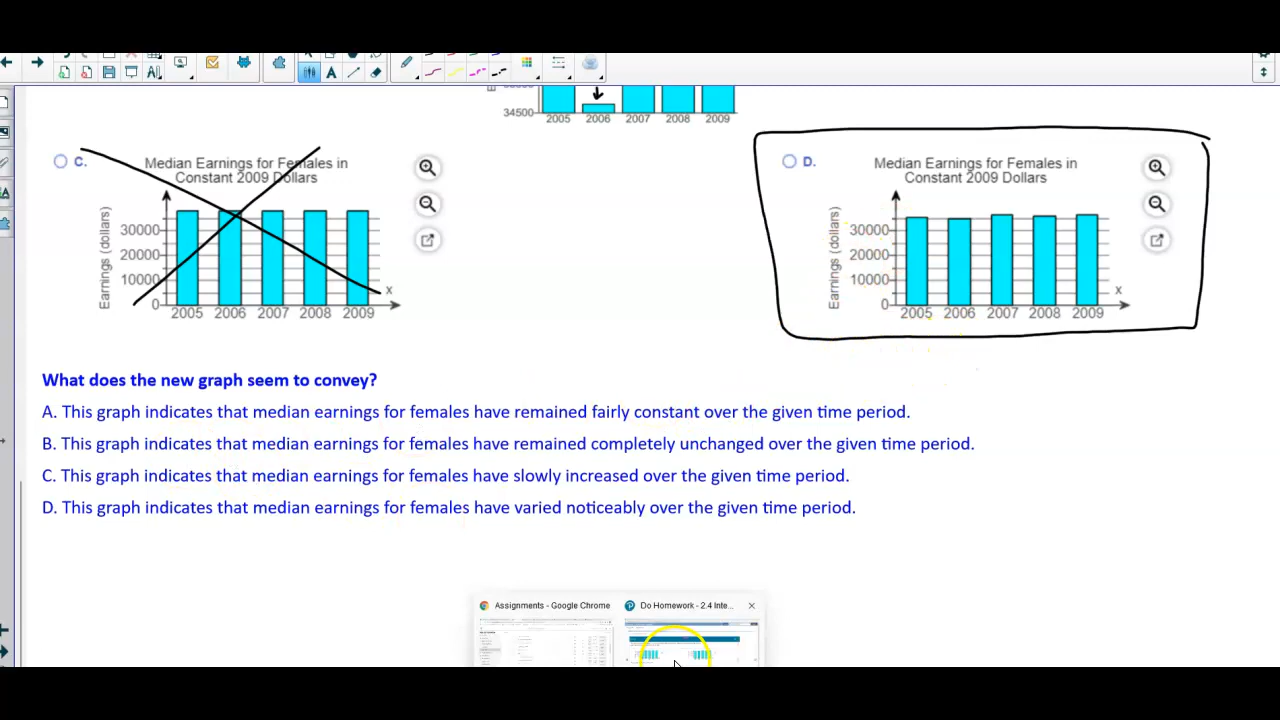 34500
2005 2006 2007 2008 2009
C. Median Earnings for Females in
Constant 2009 Dollars
Earnings (dollars)
30000
20000
10000
0
x
2005 2006 2007 2008 2009
D. Median Earnings for Females in
Constant 2009 Dollars
Earnings (dollars)
30000
20000
10000
0
x
2005 2006 2007 2008 2009
What does the new graph seem to convey?
A. This graph indicates that median earnings for females have remained fairly constant over the given time period.
B. This graph indicates that median earnings for females have remained completely unchanged over the given time period.
C. This graph indicates that median earnings for females have slowly increased over the given time period.
D. This graph indicates that median earnings for females have varied noticeably over the given time period.
Assignments - Google Chrome
Do Homework - 2.4 Inte...